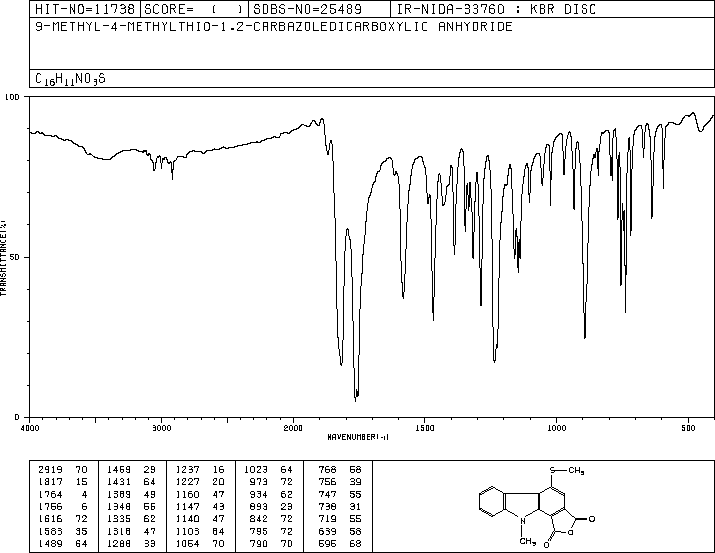 HIT-NO=11738 SCORE= ( ) SDBS-NO=25489 IR-NIDA-33760 : KBR DISC
9-METHYL-4-METHYLTHIO-1,2-CARBAZOLEDICARBOXYLIC ANHYDRIDE
C16H11NO3S
100
TRANSMITTANCE(%)
50
0
4000 3000 2000 1500 1000 500
WAVENUMBER(-1)
2919 70 1469 29 1237 16 1023 64 768 58
1817 15 1431 64 1227 20 973 72 756 39
1764 4 1389 49 1160 47 934 62 747 55
1756 6 1348 56 1147 43 893 23 738 31
1616 72 1335 62 1140 47 842 72 719 55
1583 35 1318 47 1103 64 795 72 639 58
1489 64 1288 33 1054 70 790 70 595 68
S CH3
N
CH3
O
O
O